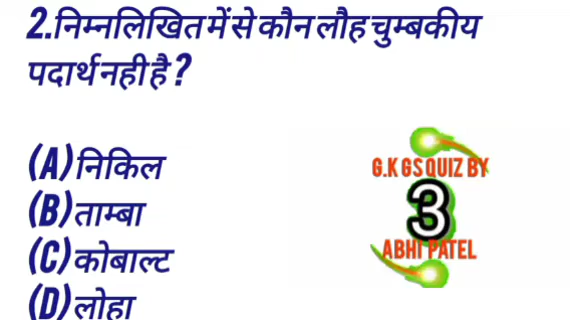 2.निम्नलिखित में से कौन लौह चुम्बकीय
पदार्थ नही है ?
(A) निकिल
(B) ताम्बा
(C) कोबाल्ट
(D) लोहा
G.K GS QUIZ BY
3
ABHI PATEL